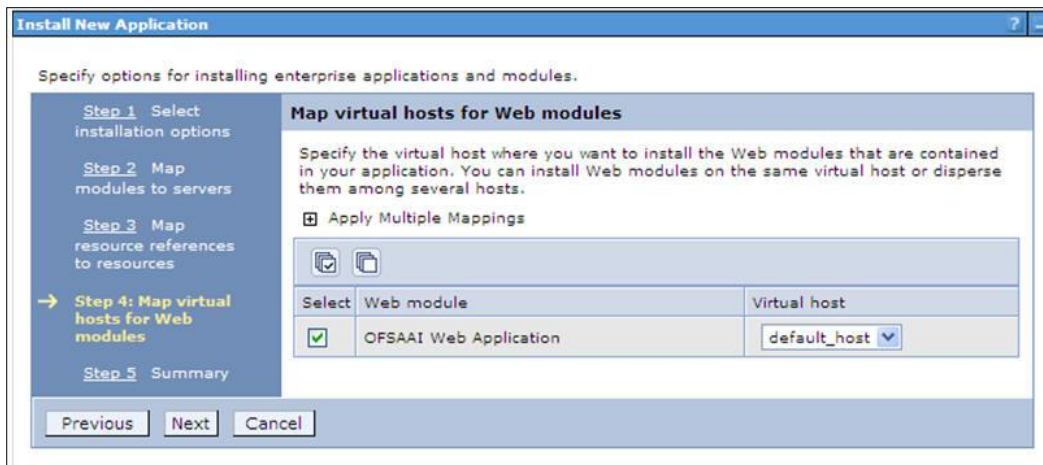 Install New Application
?
Specify options for installing enterprise applications and modules.
Step 1 Select
installation options
Step 2 Map
modules to servers
Step 3 Map
resource references
to resources
Step 4: Map virtual
hosts for Web
modules
Step 5 Summary
Map virtual hosts for Web modules
Specify the virtual host where you want to install the Web modules that are contained
in your application. You can install Web modules on the same virtual host or disperse
them among several hosts.
Apply Multiple Mappings
Select Web module Virtual host
OFSAAI Web Application default_host
Previous Next Cancel